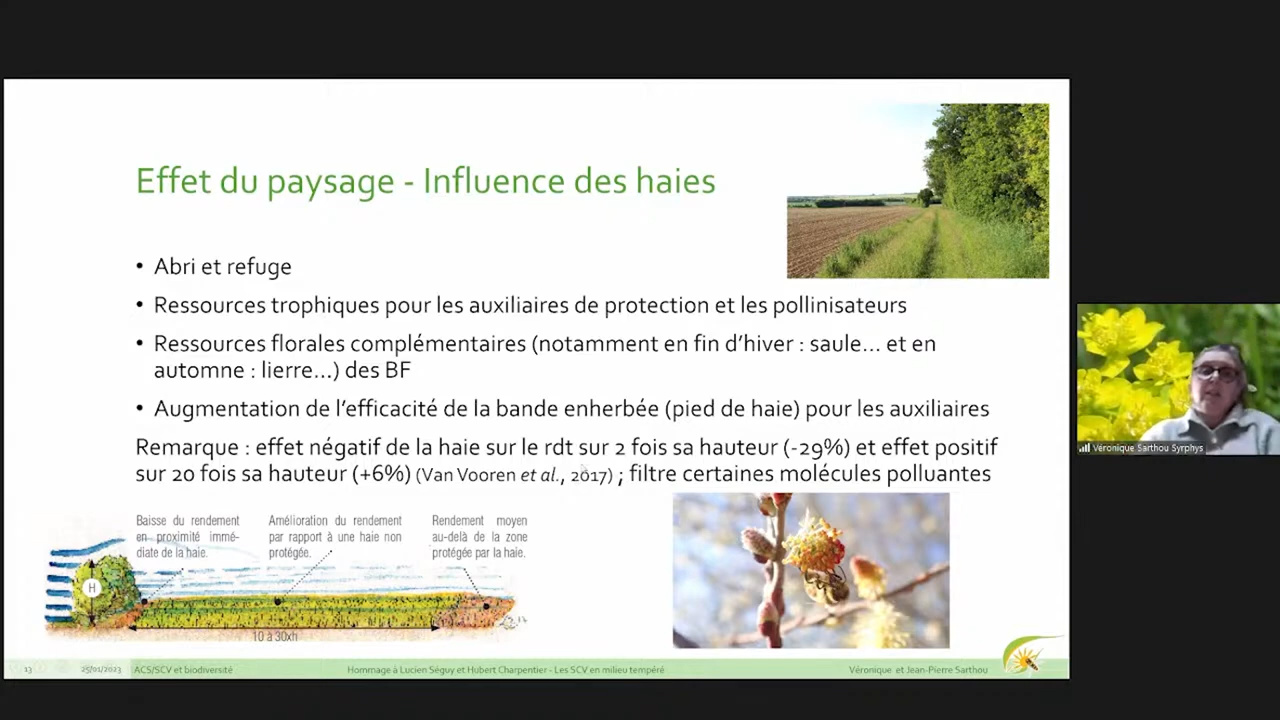 Effet du paysage - Influence des haies
• Abri et refuge
• Ressources trophiques pour les auxiliaires de protection et les pollinisateurs
• Ressources florales complémentaires (notamment en fin d'hiver : saule... et en
automne : lierre...) des BF
• Augmentation de l'efficacité de la bande enherbée (pied de haie) pour les auxiliaires
Remarque : effet négatif de la haie sur le rdt sur 2 fois sa hauteur (-29%) et effet positif
sur 20 fois sa hauteur (+6%) (Van Vooren et al., 2017) ; filtre certaines molécules polluantes
Baisse du rendement
en proximité immé-
diate de la haie.
Amélioration du rendement
par rapport à une haie non
protégée.
Rendement moyen
au-delà de la zone
protégée par la haie.
H
10 à 30xh
13
25/01/2023
ACS/SCV et biodiversité
Hommage à Lucien Séguy et Hubert Charpentier - Les SCV en milieu tempéré
Véronique et Jean-Pierre Sarthou
Véronique Sarthou Syrphys